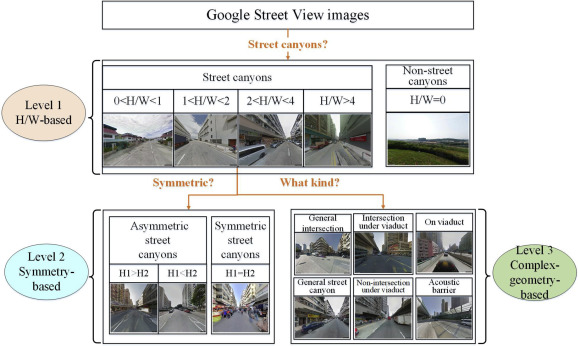 Google Street View images
Street canyons?
Street canyons
Non-street
canyons
0<H/W<1
1<H/W<2
2<H/W<4
H/W>4
H/W=0
Level 1
H/W-based
Symmetric?
What kind?
Asymmetric
street
canyons
Symmetric
street
canyons
H1>H2
H1<H2
H1=H2
General
intersection
Intersection
under viaduct
On viaduct
General street
canyon
Non-intersection
under viaduct
Acoustic
barrier
Level 2
Symmetry-
based
Level 3
Complex-
geometry-
based